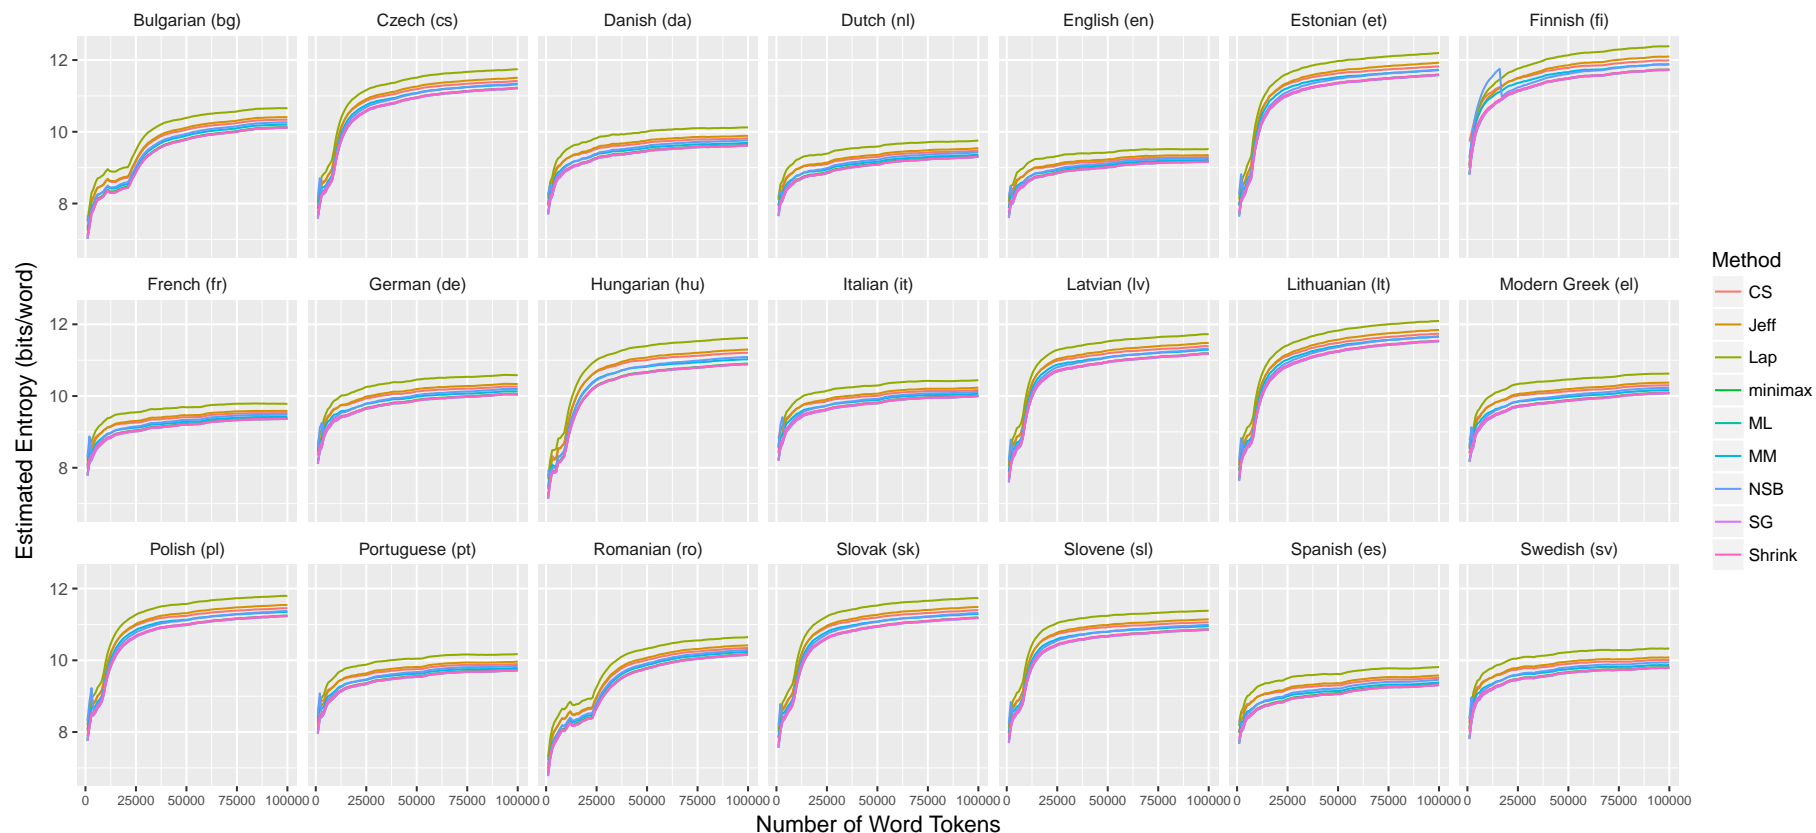 Bulgarian (bg) Czech (cs) Danish (da) Dutch (nl) English (en) Estonian (et) Finnish (fi)
12
10
8
French (fr) German (de) Hungarian (hu) Italian (it) Latvian (lv) Lithuanian (lt) Modern Greek (el)
12
10
8
Polish (pl) Portuguese (pt) Romanian (ro) Slovak (sk) Slovene (sl) Spanish (es) Swedish (sv)
12
10
8
0 25000 50000 75000 100000 0 25000 50000 75000 100000 0 25000 50000 75000 100000 0 25000 50000 75000 100000 0 25000 50000 75000 100000 0 25000 50000 75000 100000 0 25000 50000 75000 100000
Number of Word Tokens
Estimated Entropy (bits/word)
Method
CS
Jeff
Lap
minimax
ML
MM
NSB
SG
Shrink